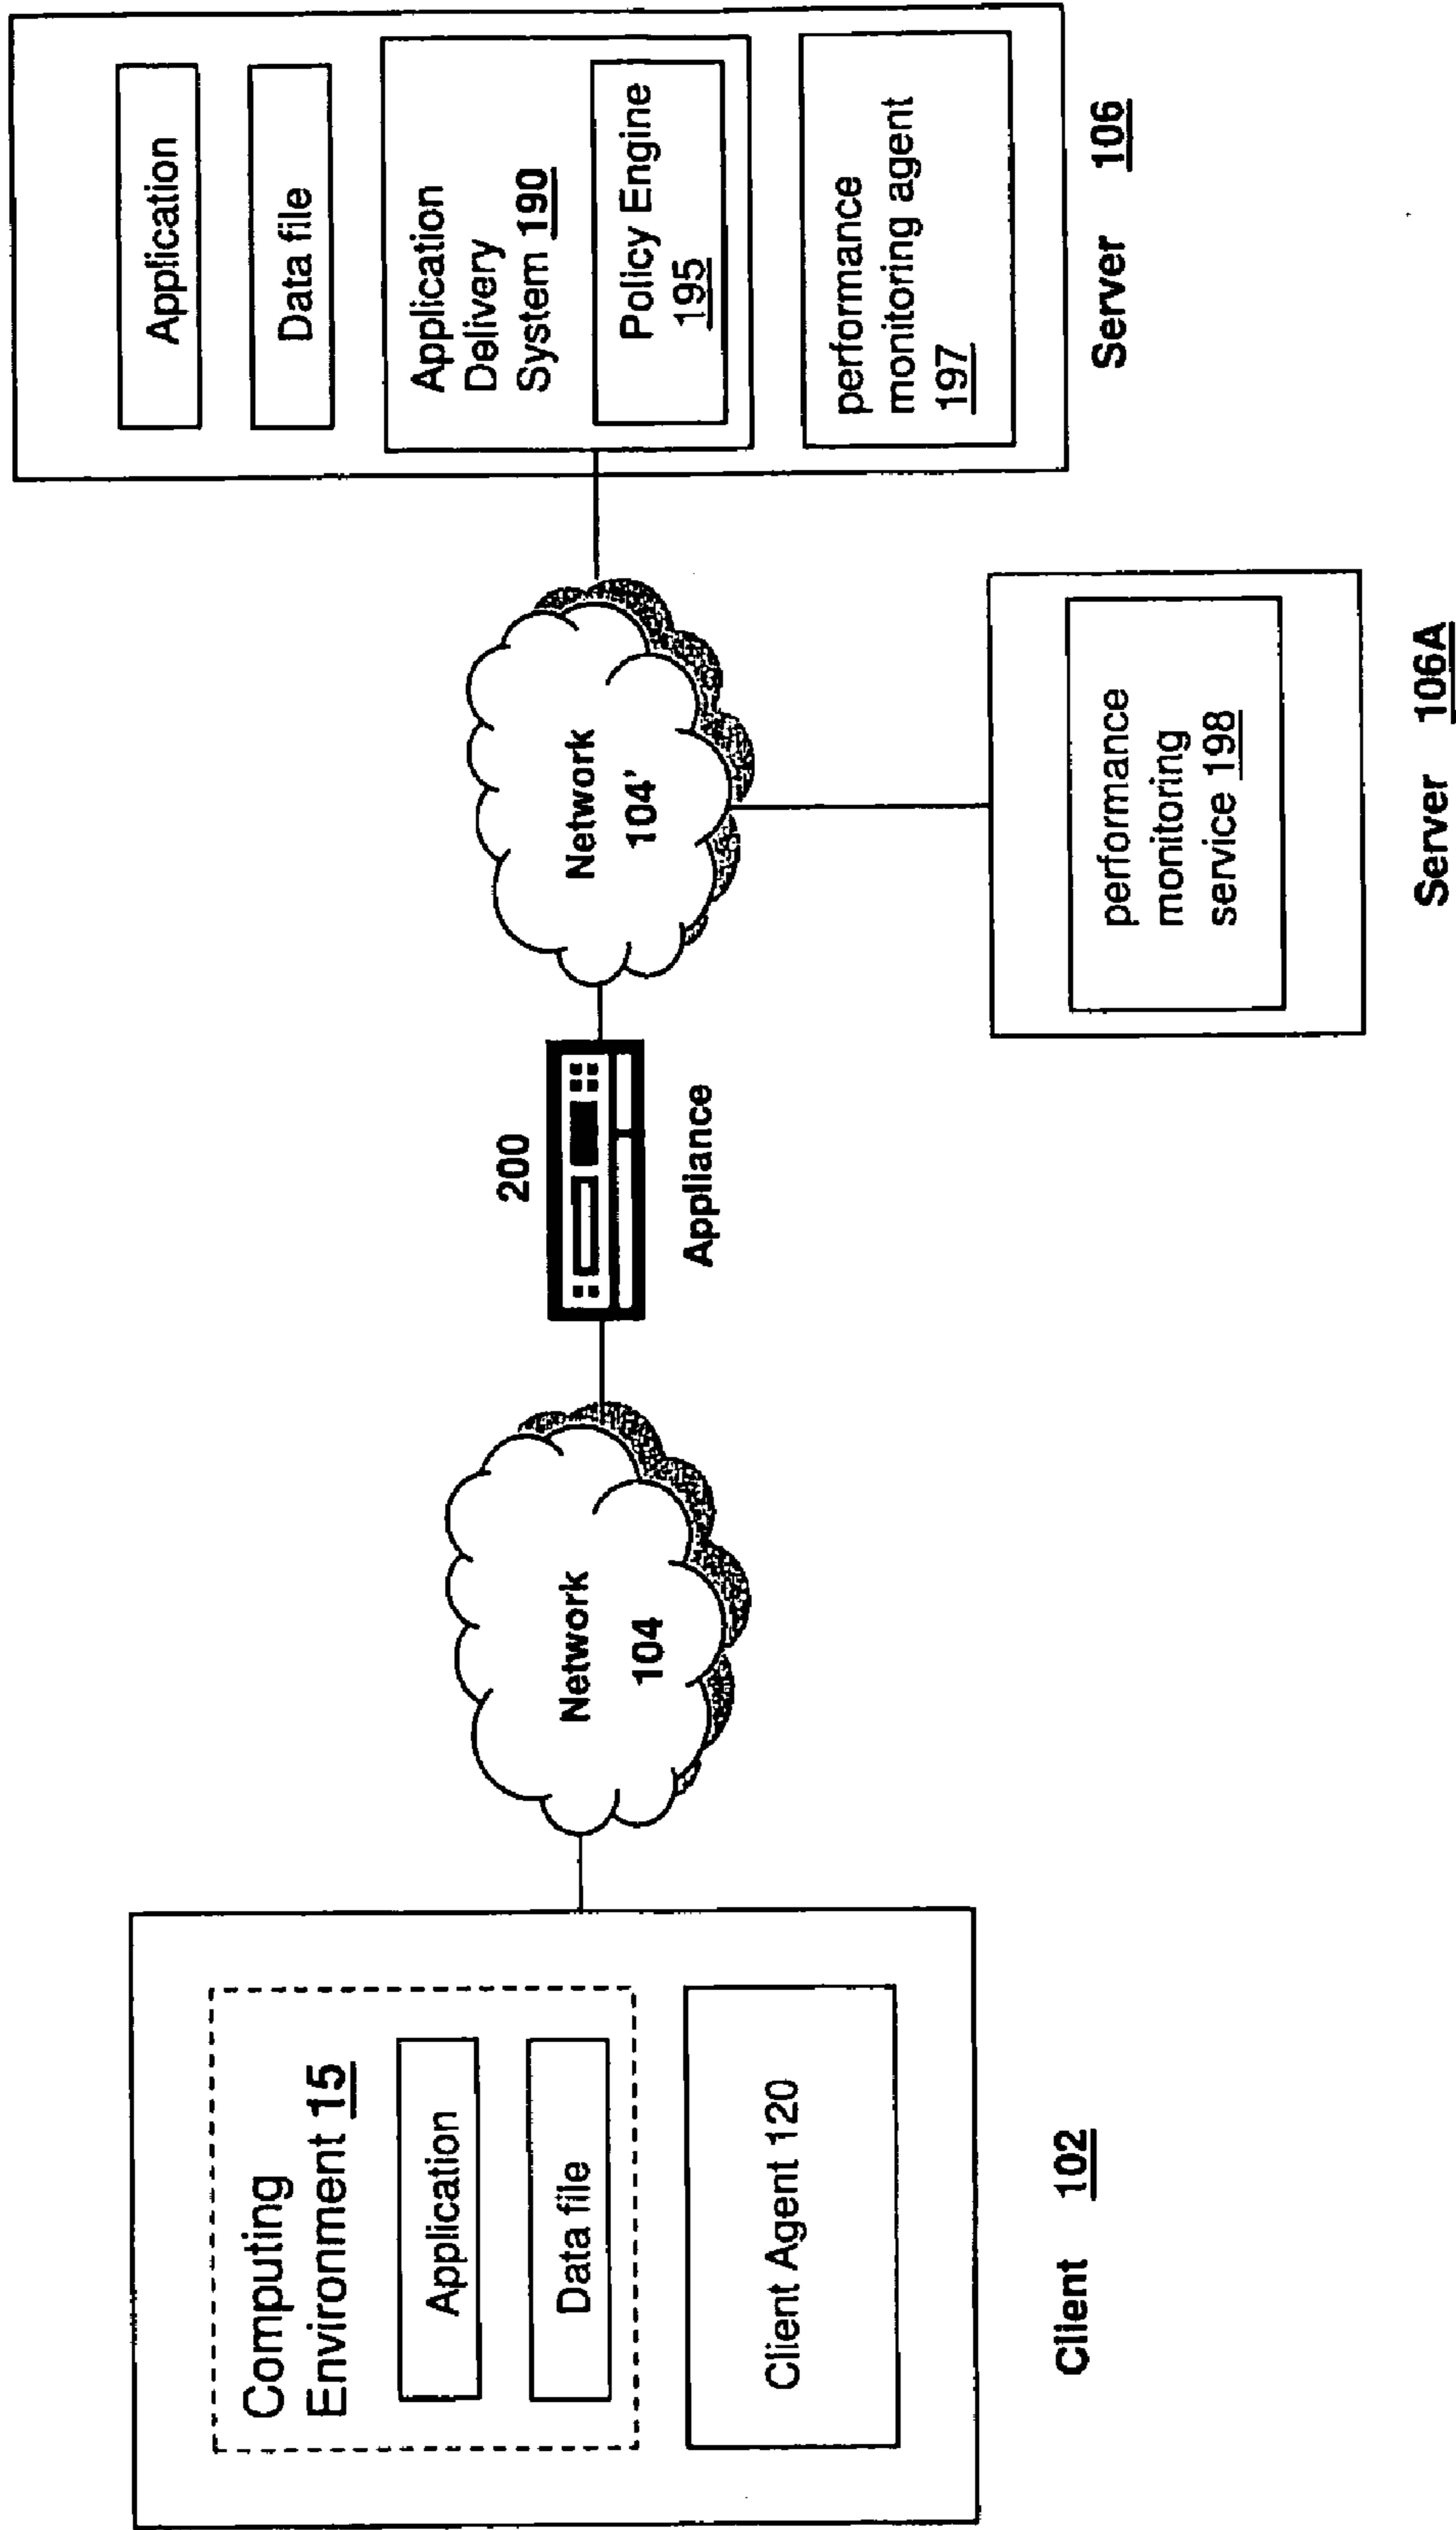 Computing
Environment 15
Application
Data file
Client Agent 120
Client 102
Network
104
200
Appliance
Network
104'
performance
monitoring
service 198
Server 106A
Application
Data file
Application
Delivery
System 190
Policy Engine
195
performance
monitoring agent
197
Server 106